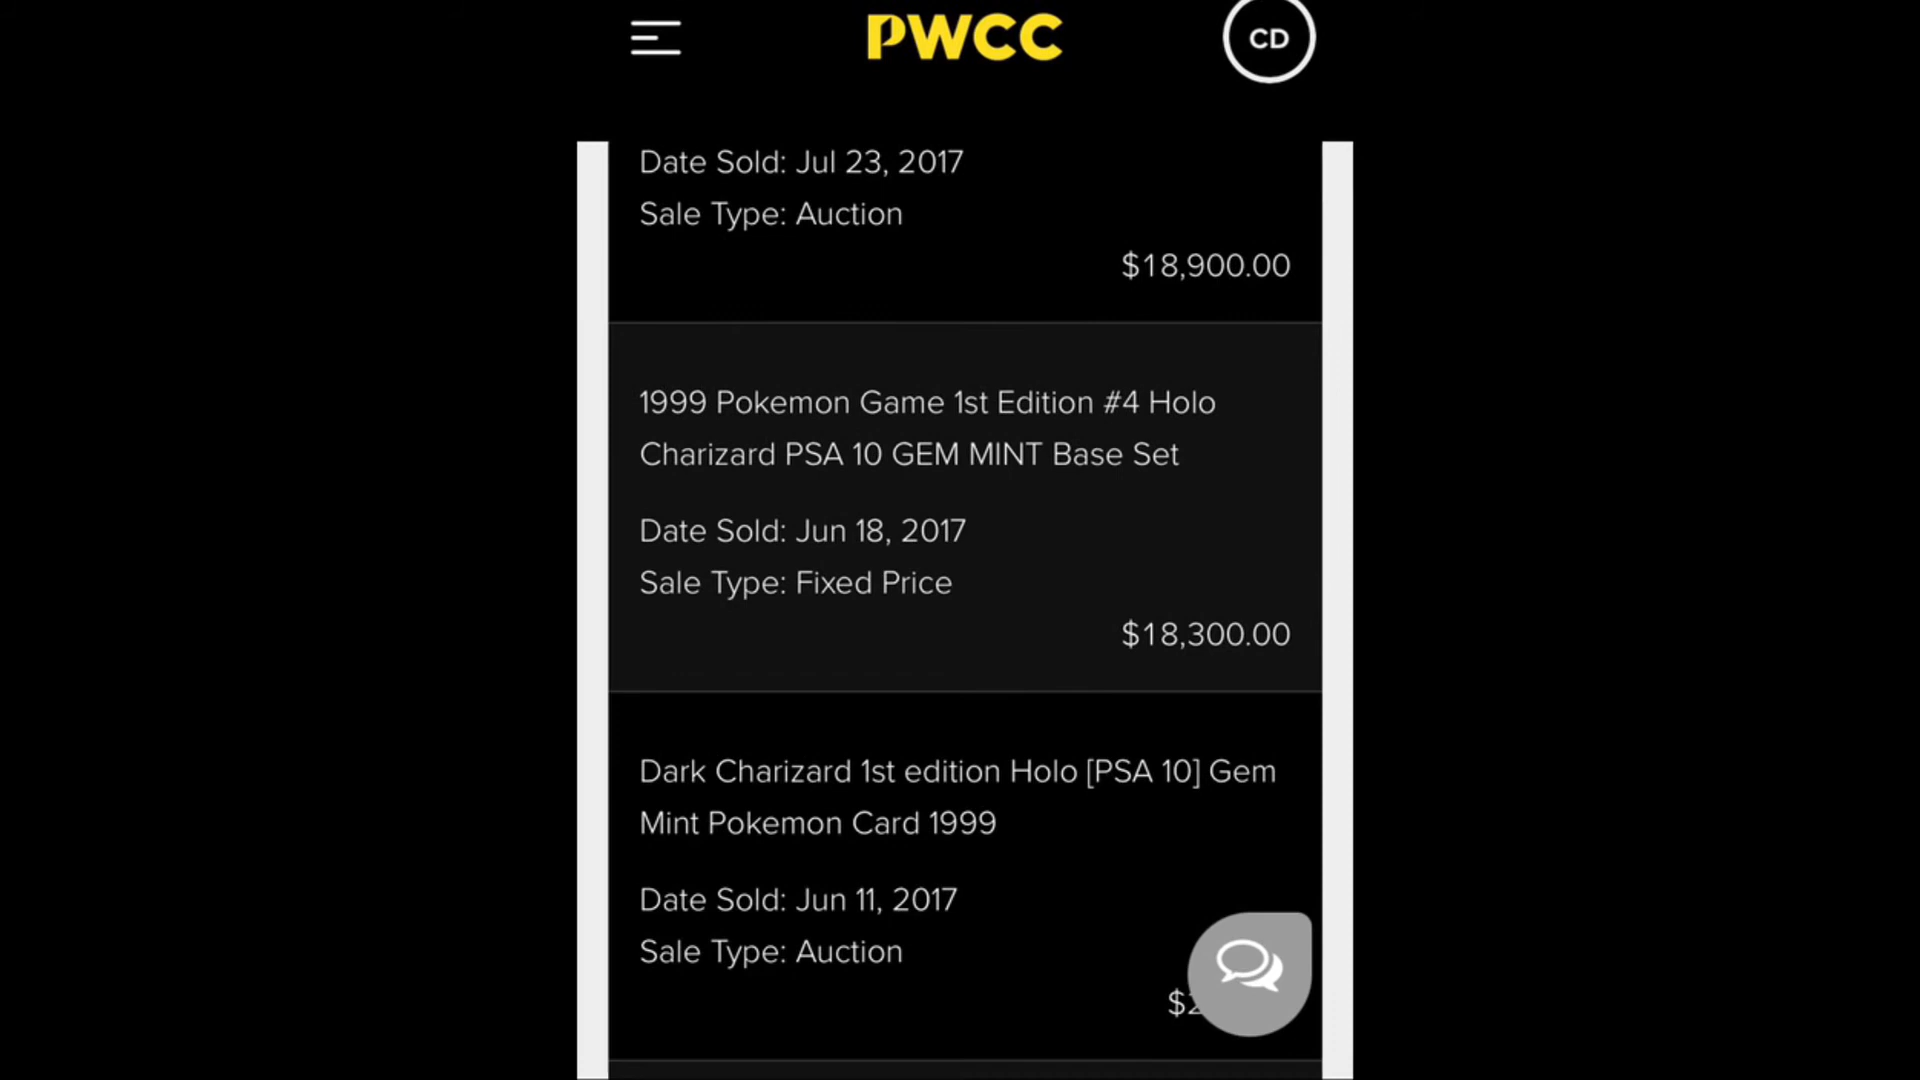 PWCC
CD
Date Sold: Jul 23, 2017
Sale Type: Auction
$18,900.00
1999 Pokemon Game 1st Edition #4 Holo
Charizard PSA 10 GEM MINT Base Set
Date Sold: Jun 18, 2017
Sale Type: Fixed Price
$18,300.00
Dark Charizard 1st edition Holo [PSA 10] Gem
Mint Pokemon Card 1999
Date Sold: Jun 11, 2017
Sale Type: Auction